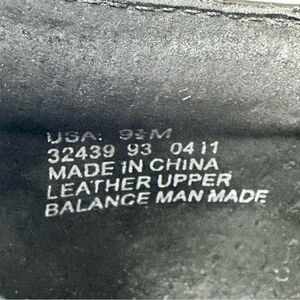 USA: 9½M
32439 93 0411
MADE IN CHINA
LEATHER UPPER
BALANCE MAN MADE